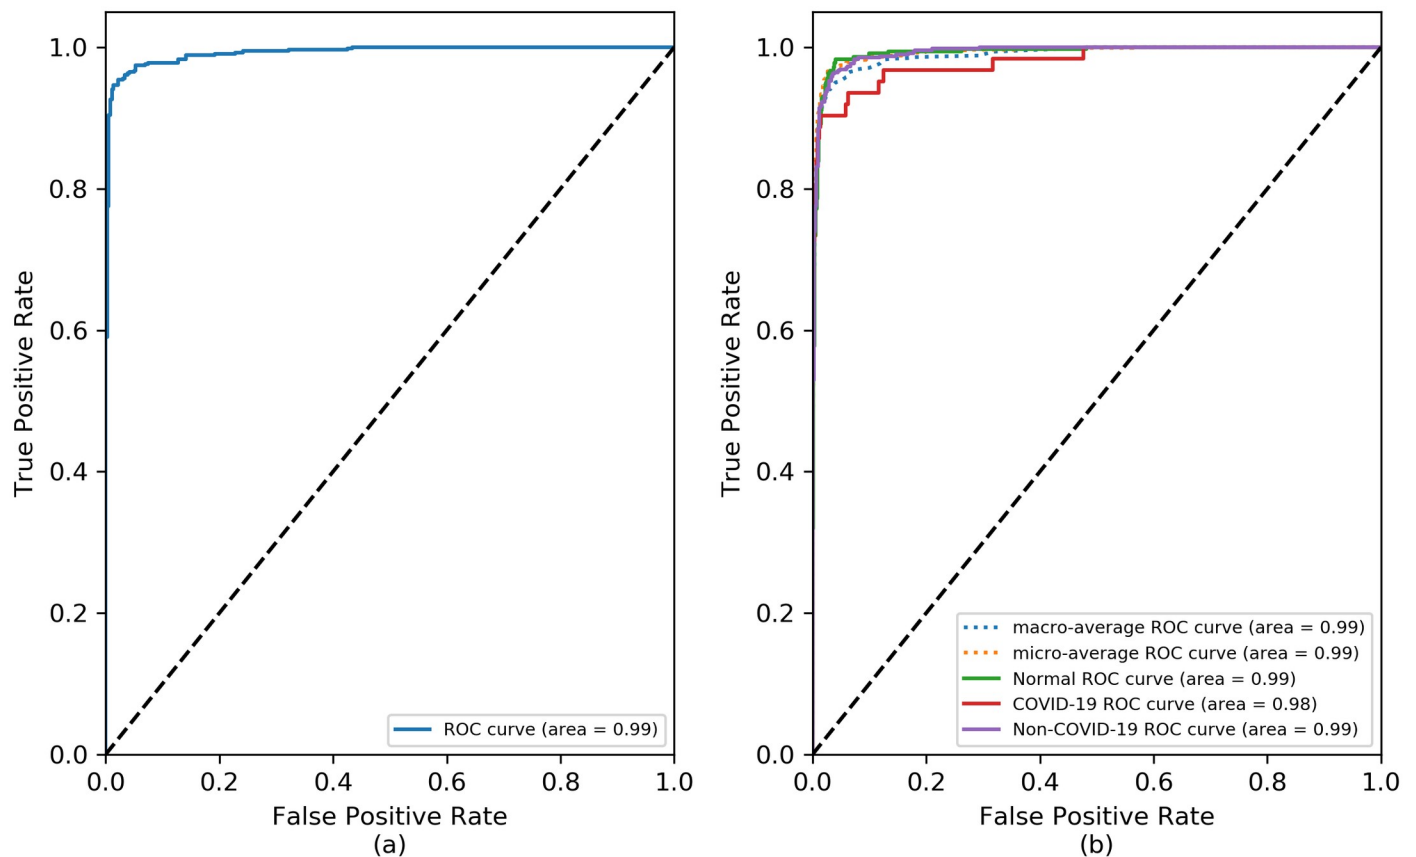 1.0
0.8
0.6
0.4
0.2
0.0
True Positive Rate
ROC curve (area = 0.99)
0.0 0.2 0.4 0.6 0.8 1.0
False Positive Rate
(a)
1.0
0.8
0.6
0.4
0.2
0.0
True Positive Rate
macro-average ROC curve (area = 0.99)
micro-average ROC curve (area = 0.99)
Normal ROC curve (area = 0.99)
COVID-19 ROC curve (area = 0.98)
Non-COVID-19 ROC curve (area = 0.99)
0.0 0.2 0.4 0.6 0.8 1.0
False Positive Rate
(b)